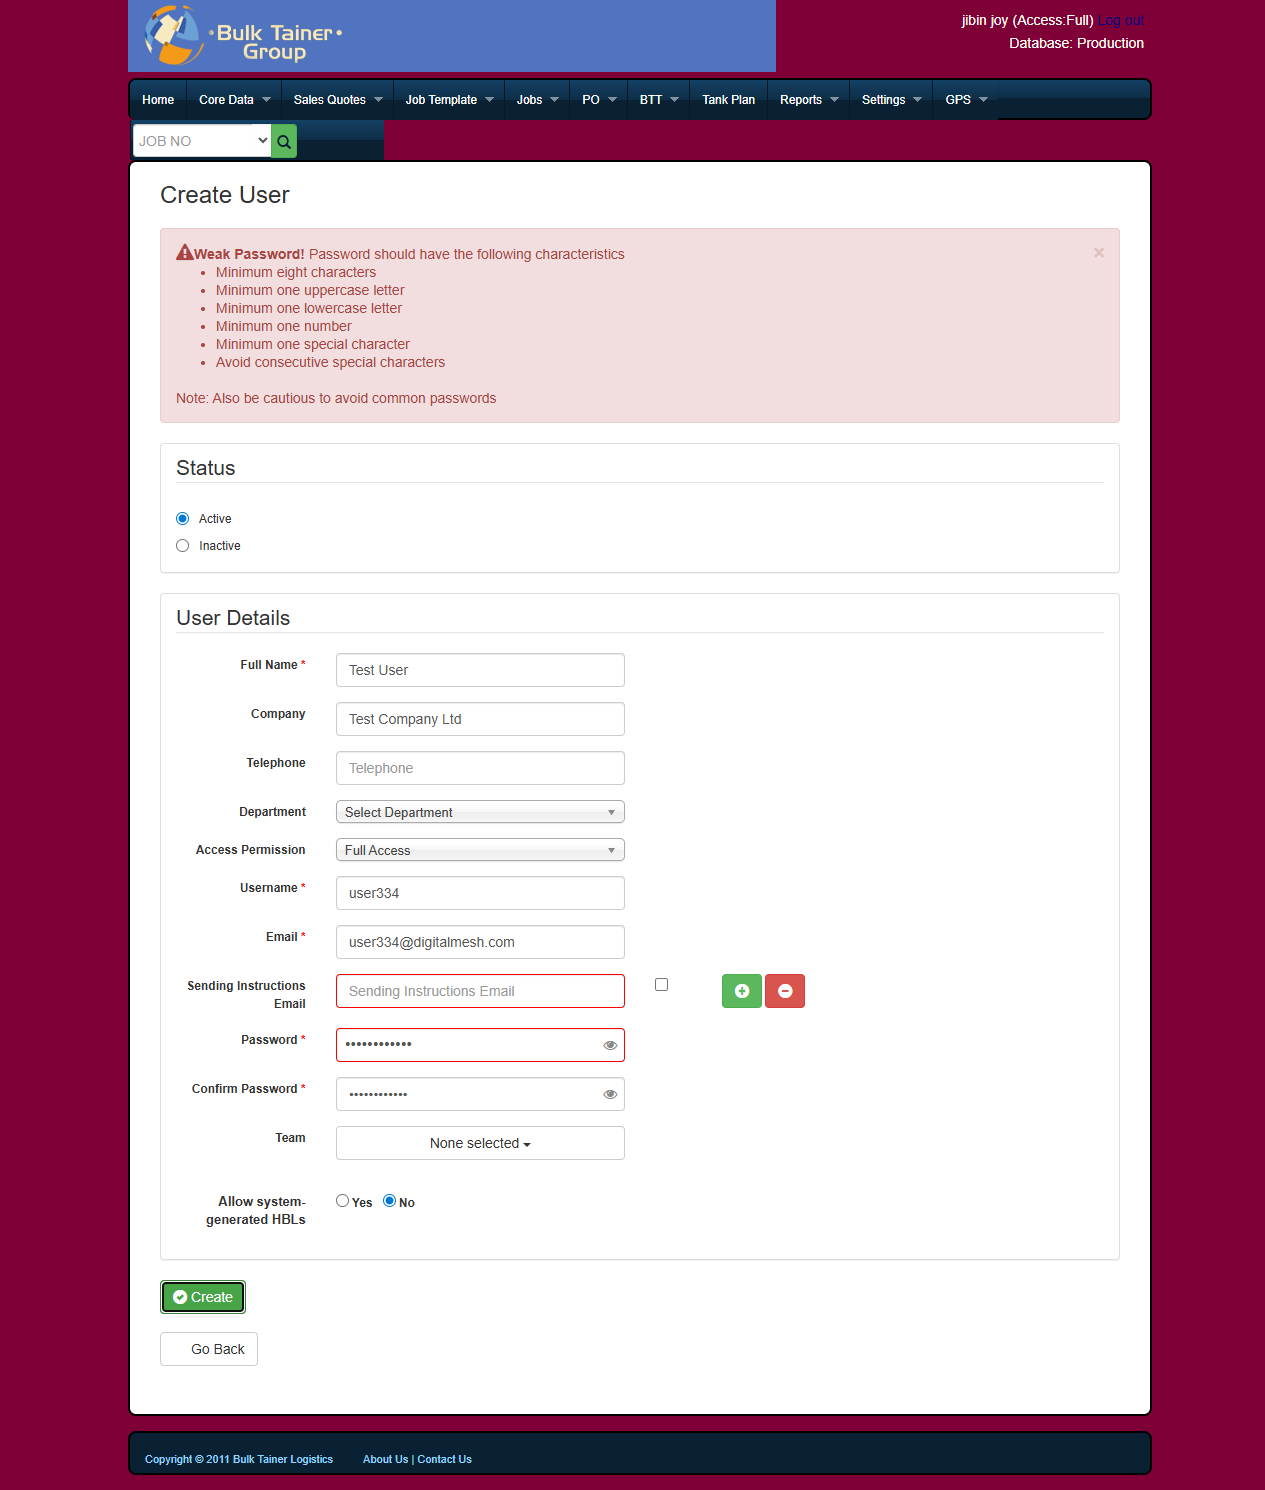 Bulk Tainer
Group
jibin joy (Access:Full) Log out
Database: Production
Home Core Data Sales Quotes Job Template Jobs PO BTT Tank Plan Reports Settings GPS
JOB NO
Create User
Weak Password! Password should have the following characteristics
×
• Minimum eight characters
• Minimum one uppercase letter
• Minimum one lowercase letter
• Minimum one number
• Minimum one special character
• Avoid consecutive special characters
Note: Also be cautious to avoid common passwords
Status
Active
Inactive
User Details
Full Name * Test User
Company Test Company Ltd
Telephone Telephone
Department Select Department
Access Permission Full Access
Username * user334
Email * user334@digitalmesh.com
Sending Instructions
Email
Sending Instructions Email
Password * ••••••••••••
Confirm Password * ••••••••••••
Team None selected
Allow system-
generated HBLs
Yes No
Create
Go Back
Copyright © 2011 Bulk Tainer Logistics About Us | Contact Us